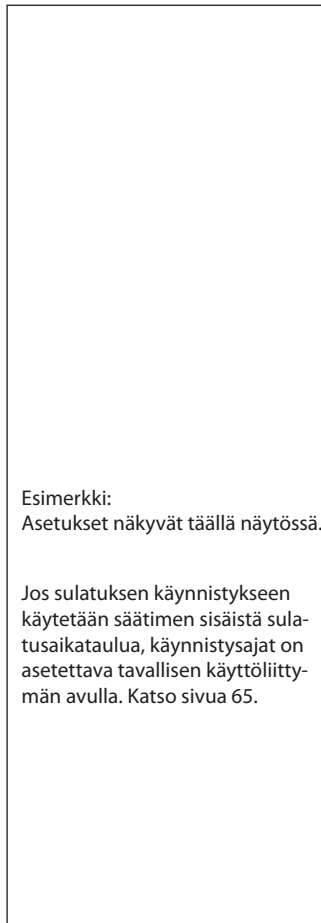 Esimerkki:
Asetukset näkyvät täällä näytössä.
Jos sulatuksen käynnistykseen
käytetään säätimen sisäistä sula-
tusaikataulua, käynnistysajat on
asetettava tavallisen käyttöliitty-
män avulla. Katso sivua 65.